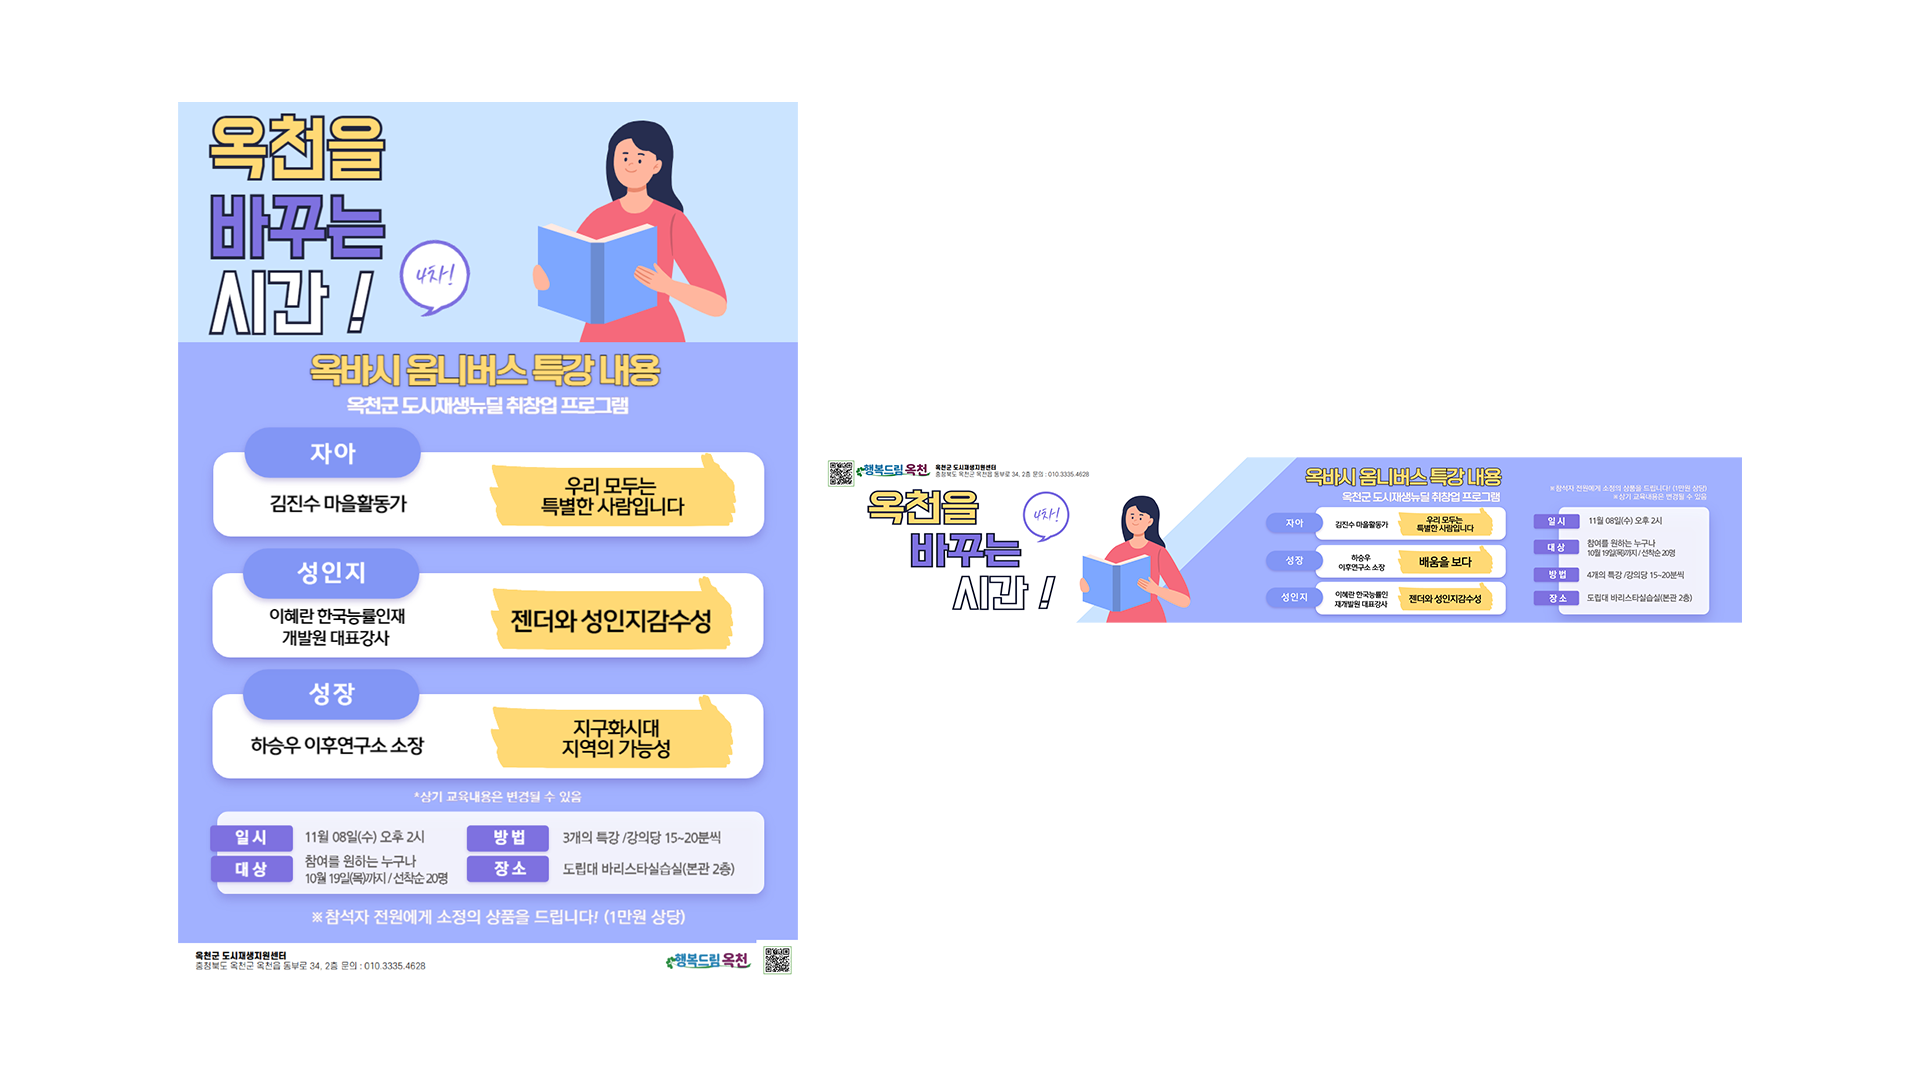 옥천을
바꾸는
시간 !
4차!
옥바시 옴니버스 특강 내용
옥천군 도시재생뉴딜 취창업 프로그램
자아
김진수 마을활동가
우리 모두는
특별한 사람입니다
성인지
이혜란 한국능률인재
개발원 대표강사
젠더와 성인지감수성
성장
하승우 이후연구소 소장
지구화시대
지역의 가능성
*상기 교육내용은 변경될 수 있음
일시 11월 08일(수) 오후 2시
대상 참여를 원하는 누구나
10월 19일(목)까지 / 선착순 20명
방법 3개의 특강 /강의당 15~20분씩
장소 도립대 바리스타실습실(본관 2층)
※참석자 전원에게 소정의 상품을 드립니다! (1만원 상당)
옥천군 도시재생지원센터
충청북도 옥천군 옥천읍 동부로 34, 2층 문의 : 010.3335.4628
행복드림 옥천
행복드림 옥천
옥천군 도시재생지원센터
충청북도 옥천군 옥천읍 동부로 34, 2층 문의 : 010.3335.4628
옥천을
바꾸는
시간 !
4차!
옥바시 옴니버스 특강 내용
옥천군 도시재생뉴딜 취창업 프로그램
자아
김진수 마을활동가
우리 모두는
특별한 사람입니다
성장
하승우
이후연구소 소장
배움을 보다
성인지
이혜란 한국능률인
재개발원 대표강사
젠더와 성인지감수성
※참석자 전원에게 소정의 상품을 드립니다! (1만원 상당)
※상기 교육내용은 변경될 수 있음
일시 11월 08일(수) 오후 2시
대상 참여를 원하는 누구나
10월 19일(목)까지 / 선착순 20명
방법 4개의 특강 /강의당 15~20분씩
장소 도립대 바리스타실습실(본관 2층)